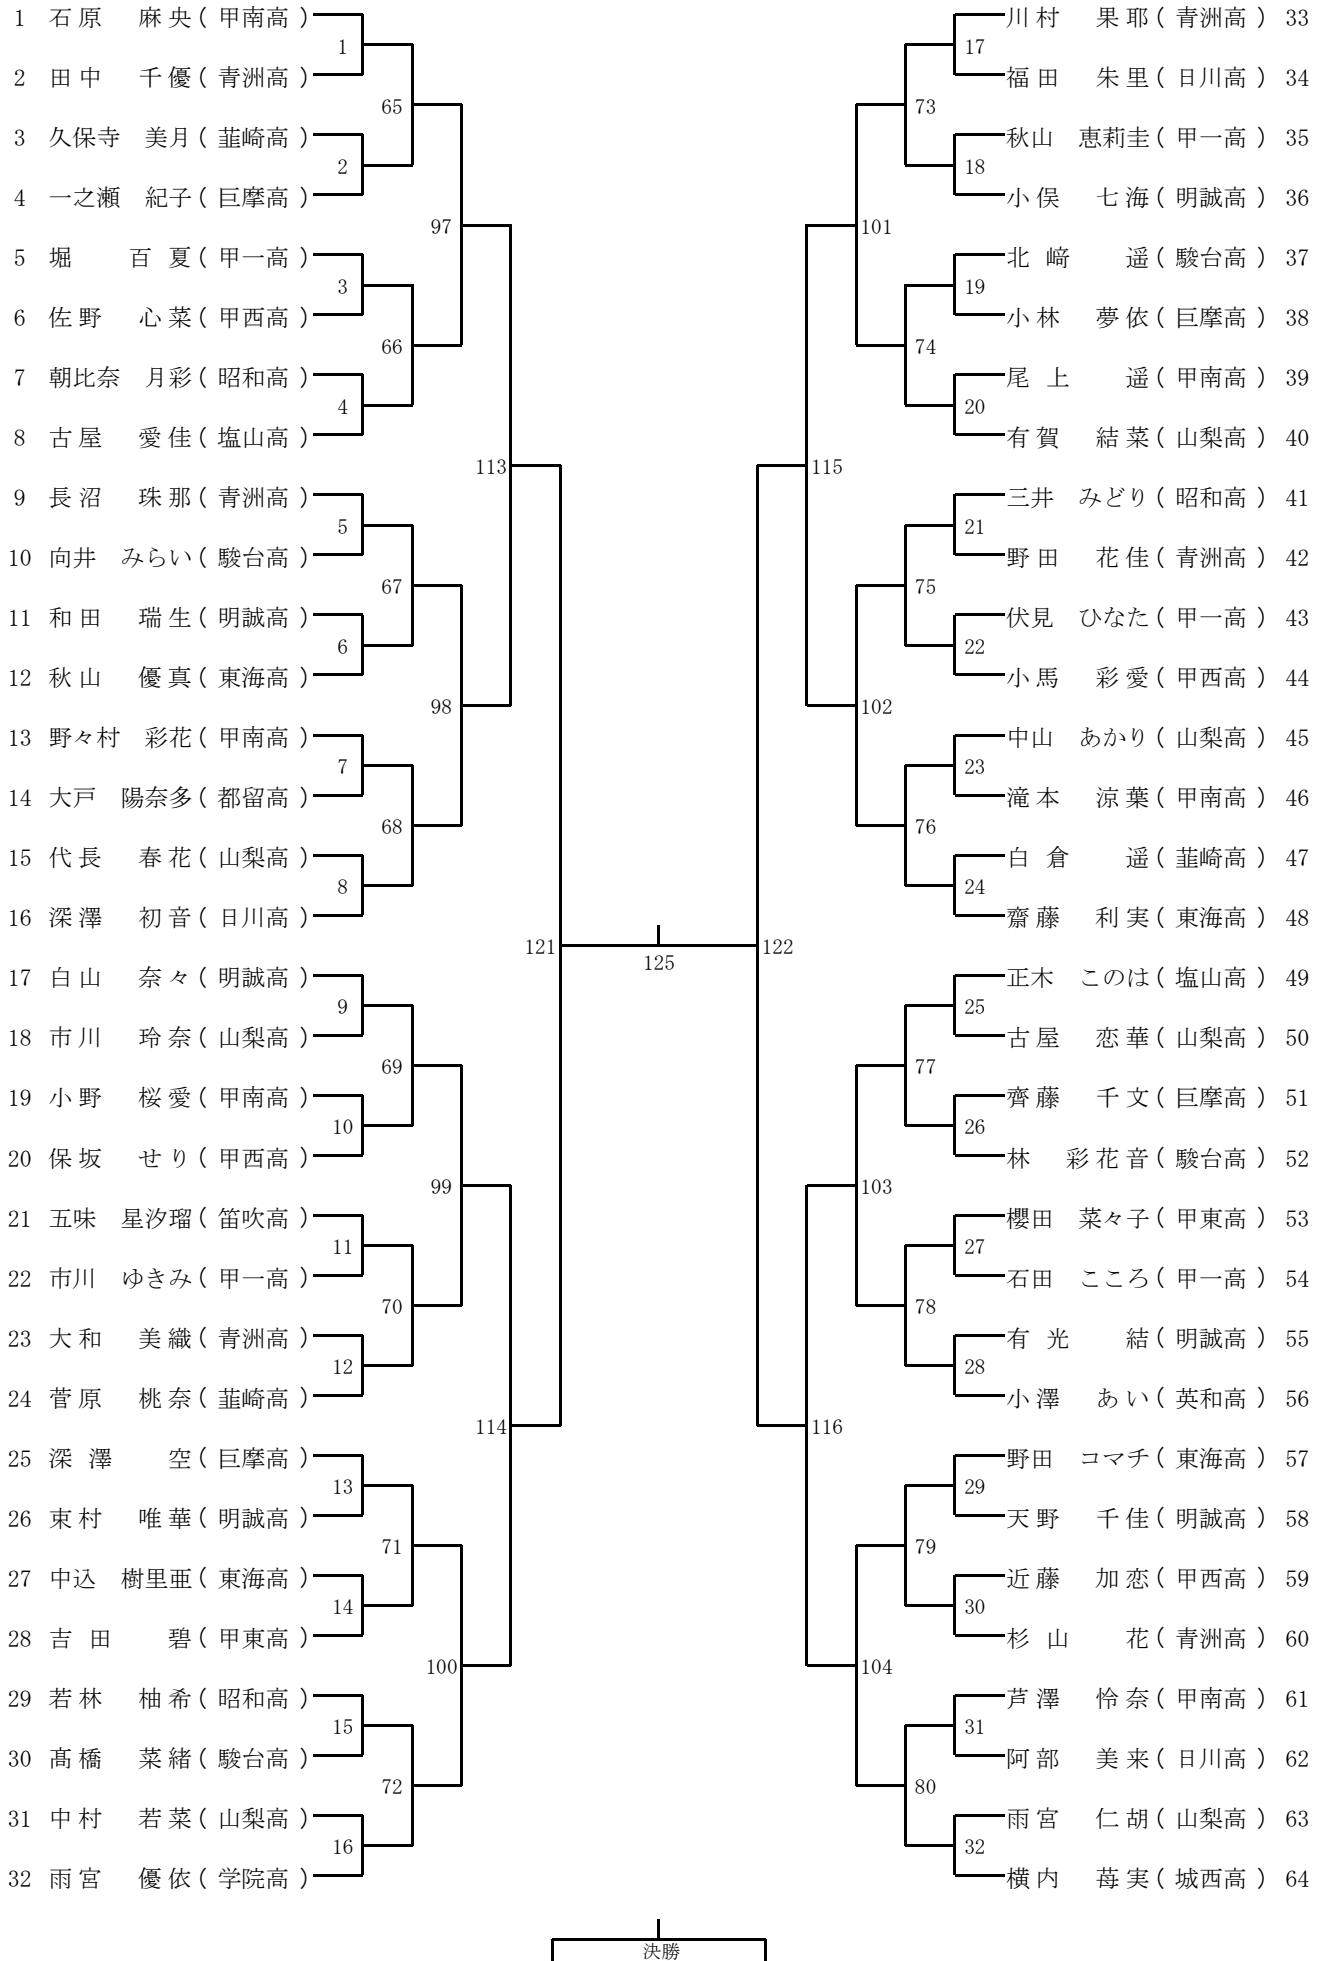 1 石原 麻央 ( 甲南高 )
2 田中 千優 ( 青洲高 )
3 久保寺 美月 ( 韮崎高 )
4 一之瀬 紀子 ( 巨摩高 )
5 堀 百夏 ( 甲一高 )
6 佐野 心菜 ( 甲西高 )
7 朝比奈 月彩 ( 昭和高 )
8 古屋 愛佳 ( 塩山高 )
9 長沼 珠那 ( 青洲高 )
10 向井 みらい ( 駿台高 )
11 和田 瑞生 ( 明誠高 )
12 秋山 優真 ( 東海高 )
13 野々村 彩花 ( 甲南高 )
14 大戸 陽奈多 ( 都留高 )
15 代長 春花 ( 山梨高 )
16 深澤 初音 ( 日川高 )
17 白山 奈々 ( 明誠高 )
18 市川 玲奈 ( 山梨高 )
19 小野 桜愛 ( 甲南高 )
20 保坂 せり ( 甲西高 )
21 五味 星汐瑠 ( 笛吹高 )
22 市川 ゆきみ ( 甲一高 )
23 大和 美織 ( 青洲高 )
24 菅原 桃奈 ( 韮崎高 )
25 深澤 空 ( 巨摩高 )
26 東村 唯華 ( 明誠高 )
27 中込 樹里亜 ( 東海高 )
28 吉田 碧 ( 甲東高 )
29 若林 柚希 ( 昭和高 )
30 髙橋 菜緒 ( 駿台高 )
31 中村 若菜 ( 山梨高 )
32 雨宮 優依 ( 学院高 )
1
2
3
4
5
6
7
8
9
10
11
12
13
14
15
16
65
66
67
68
69
70
71
72
97
98
99
100
113
114
121
125
122
115
116
101
102
103
104
73
74
75
76
77
78
79
80
17
18
19
20
21
22
23
24
25
26
27
28
29
30
31
32
川村 果耶 ( 青洲高 ) 33
福田 朱里 ( 日川高 ) 34
秋山 恵莉圭 ( 甲一高 ) 35
小俣 七海 ( 明誠高 ) 36
北﨑 遥 ( 駿台高 ) 37
小林 夢依 ( 巨摩高 ) 38
尾上 遥 ( 甲南高 ) 39
有賀 結菜 ( 山梨高 ) 40
三井 みどり ( 昭和高 ) 41
野田 花佳 ( 青洲高 ) 42
伏見 ひなた ( 甲一高 ) 43
小馬 彩愛 ( 甲西高 ) 44
中山 あかり ( 山梨高 ) 45
滝本 涼葉 ( 甲南高 ) 46
白倉 遥 ( 韮崎高 ) 47
齋藤 利実 ( 東海高 ) 48
正木 このは ( 塩山高 ) 49
古屋 恋華 ( 山梨高 ) 50
齊藤 千文 ( 巨摩高 ) 51
林 彩花音 ( 駿台高 ) 52
櫻田 菜々子 ( 甲東高 ) 53
石田 こころ ( 甲一高 ) 54
有光 結 ( 明誠高 ) 55
小澤 あい ( 英和高 ) 56
野田 コマチ ( 東海高 ) 57
天野 千佳 ( 明誠高 ) 58
近藤 加恋 ( 甲西高 ) 59
杉山 花 ( 青洲高 ) 60
芦澤 怜奈 ( 甲南高 ) 61
阿部 美来 ( 日川高 ) 62
雨宮 仁胡 ( 山梨高 ) 63
横内 苺実 ( 城西高 ) 64
決勝